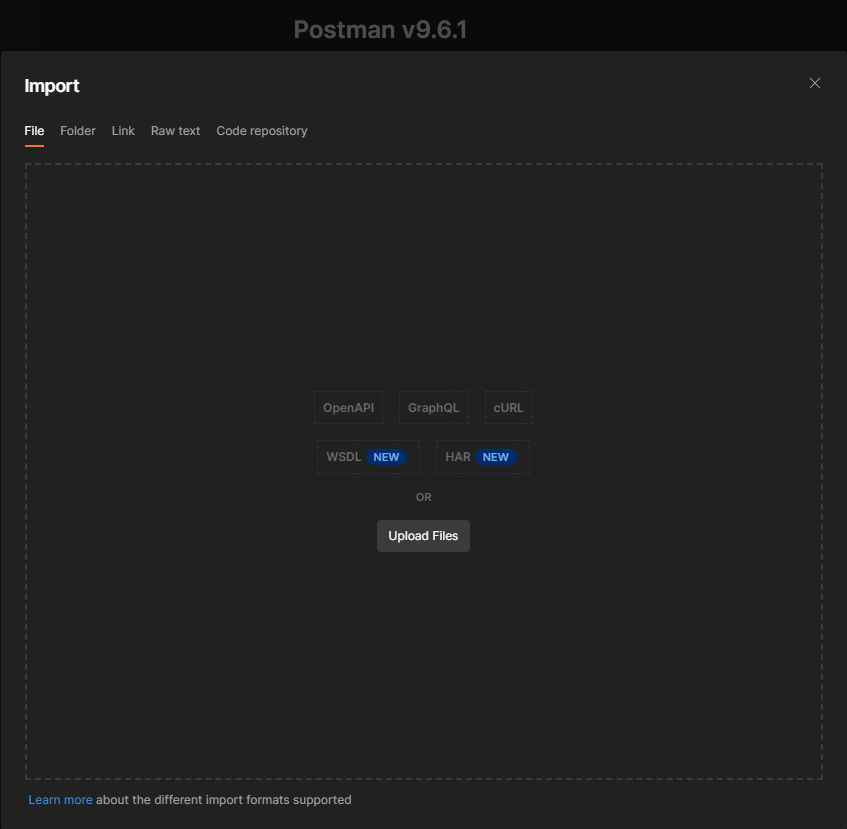 Postman v9.6.1
Import
File Folder Link Raw text Code repository
OpenAPI GraphQL cURL
WSDL NEW HAR NEW
OR
Upload Files
Learn more about the different import formats supported